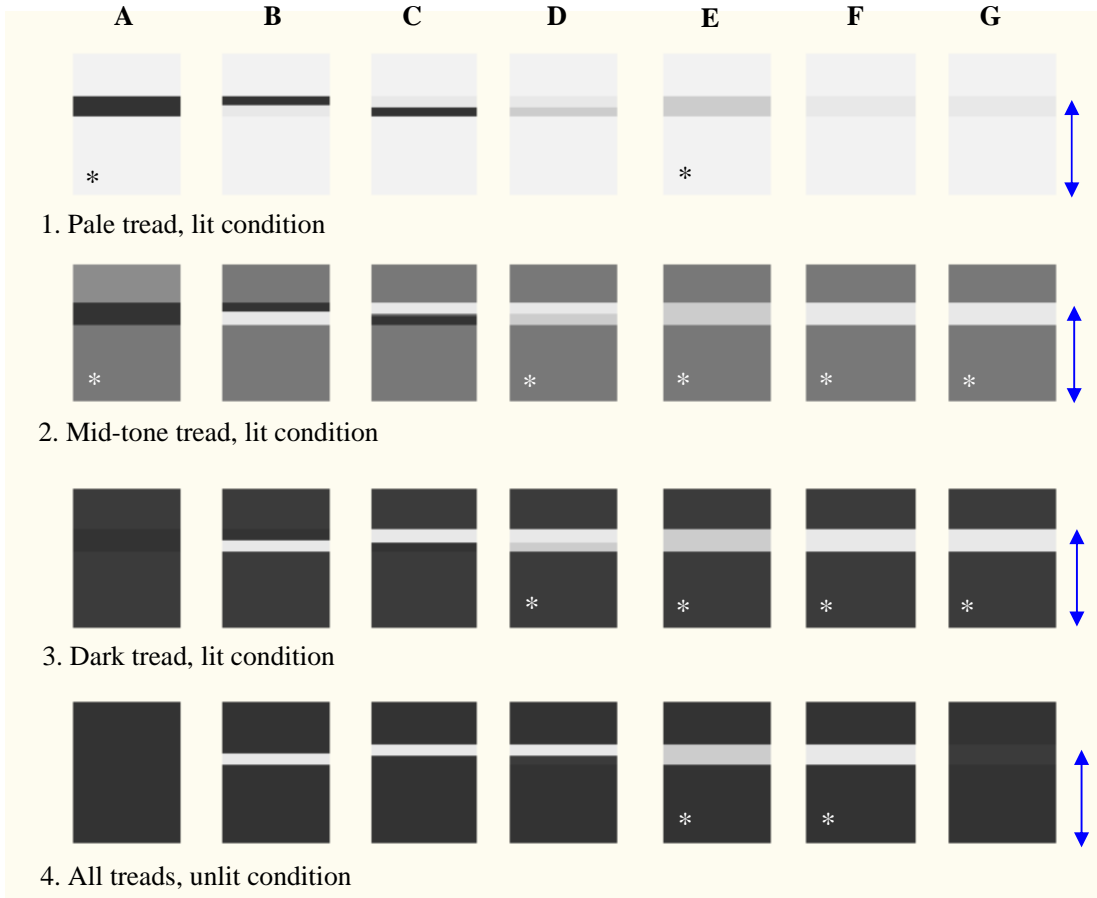 A B C D E F G
* *
1. Pale tread, lit condition
* * * * *
2. Mid-tone tread, lit condition
* * * *
3. Dark tread, lit condition
* *
4. All treads, unlit condition